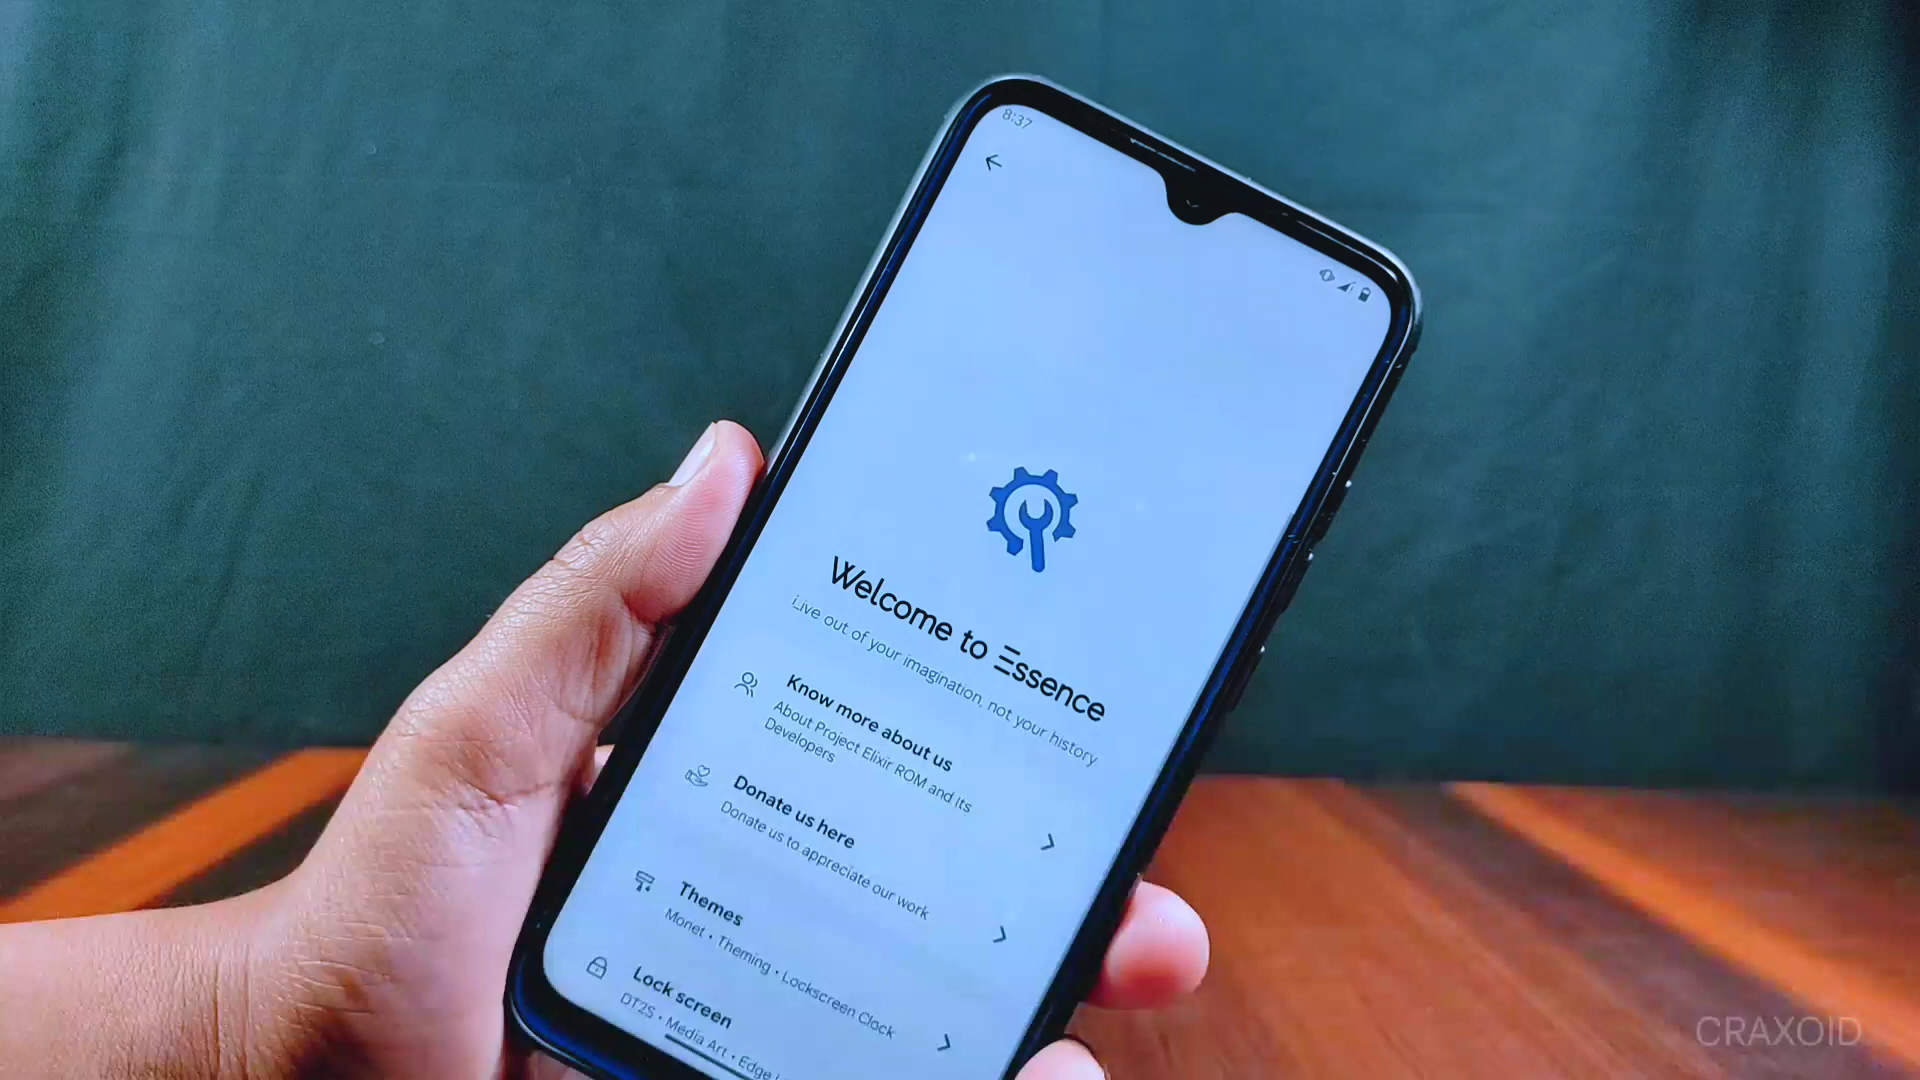 8:37
Welcome to Essence
Live out of your imagination, not your history
Know more about us
About Project Elixir ROM and its
Developers
Donate us here
Donate us to appreciate our work
Themes
Monet • Theming • Lockscreen Clock
Lock screen
DT2S • Media Art • Edge
CRAXOID